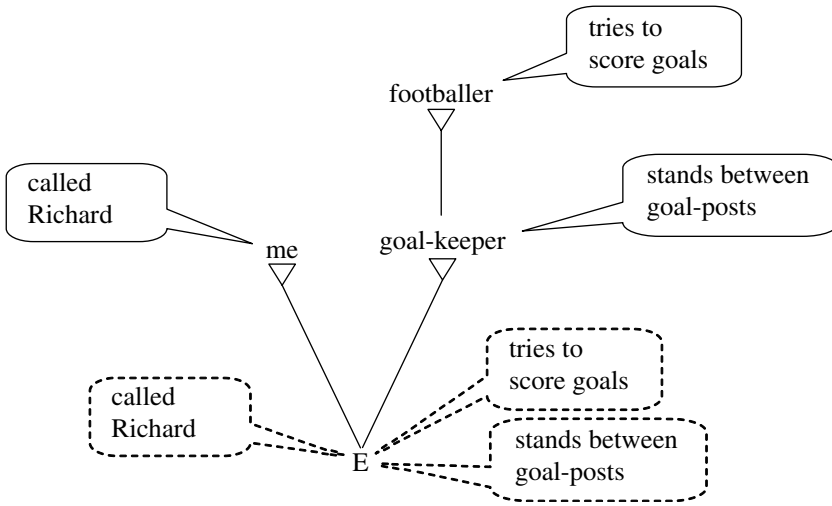 tries to
score goals
footballer
called
Richard
stands between
goal-posts
me
goal-keeper
tries to
score goals
called
Richard
stands between
goal-posts
E